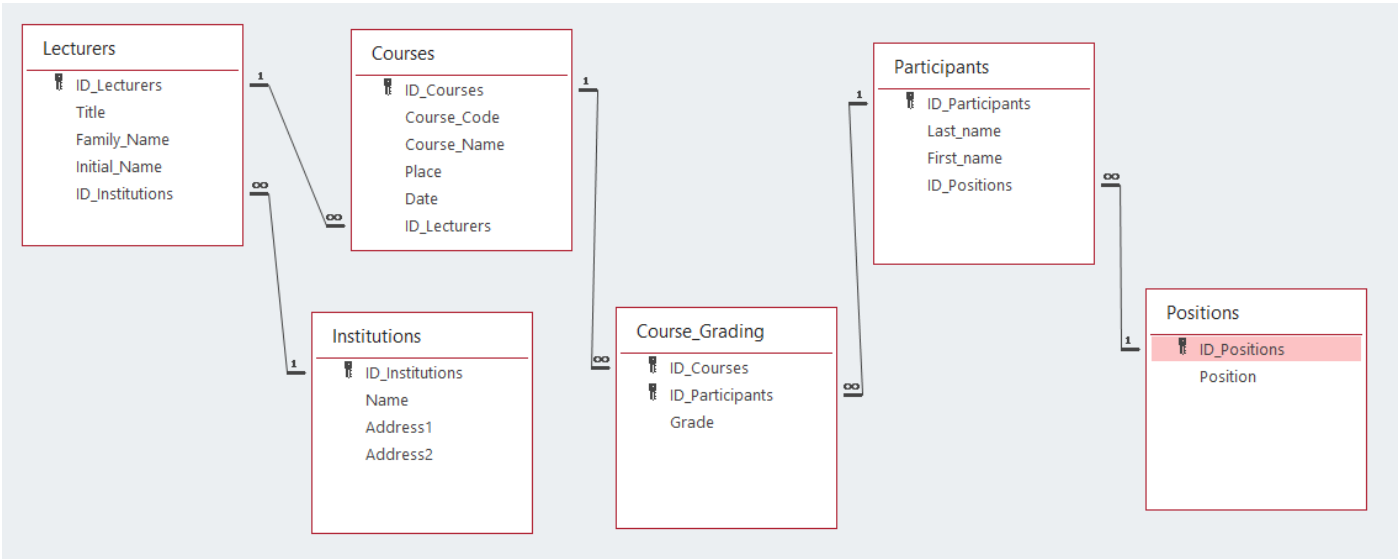 Lecturers
ID_Lecturers
Title
Family_Name
Initial_Name
ID_Institutions
1
∞
Courses
ID_Courses
Course_Code
Course_Name
Place
Date
ID_Lecturers
1
∞
Institutions
ID_Institutions
Name
Address1
Address2
1
Course_Grading
ID_Courses
ID_Participants
Grade
∞
∞
Participants
ID_Participants
Last_name
First_name
ID_Positions
1
∞
Positions
ID_Positions
Position
1